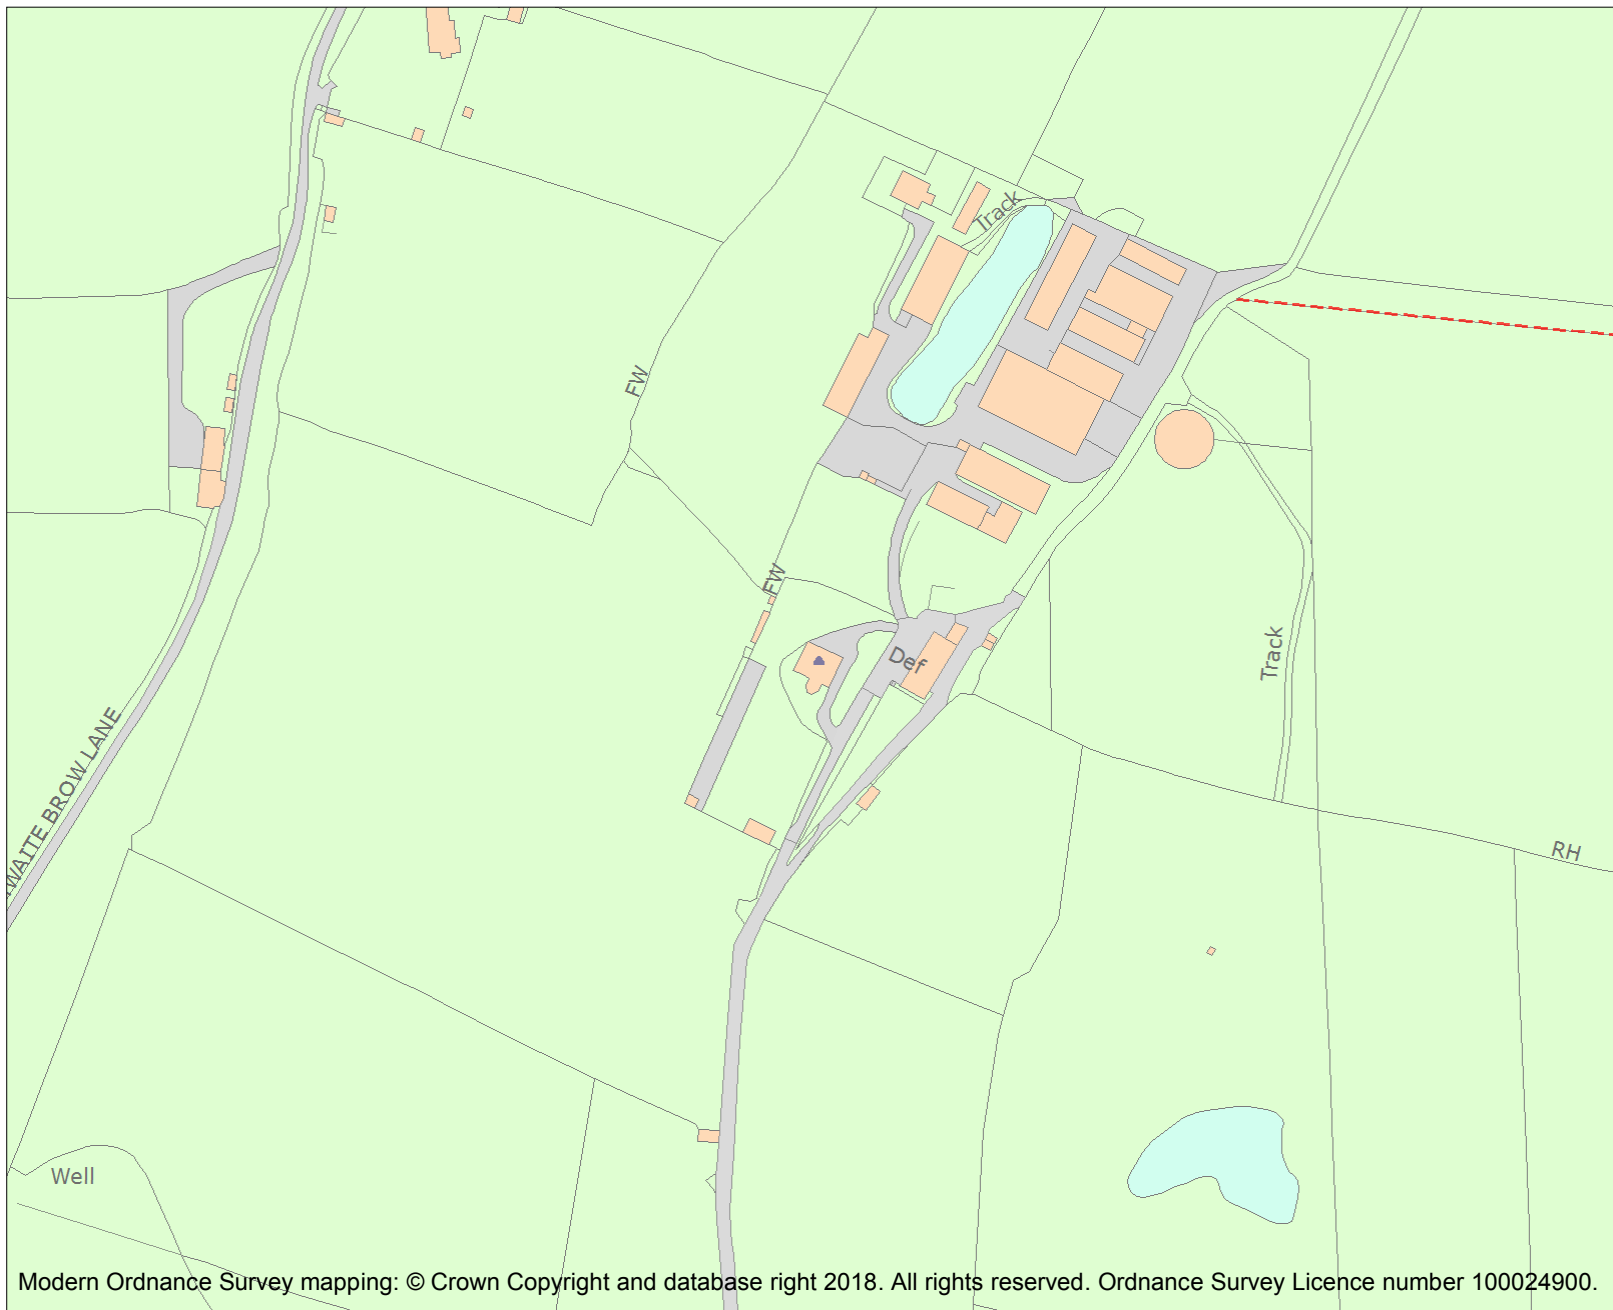 Track
FW
FW
Def
Track
WAITE BROW LANE
RH
Well
Modern Ordnance Survey mapping: © Crown Copyright and database right 2018. All rights reserved. Ordnance Survey Licence number 100024900.